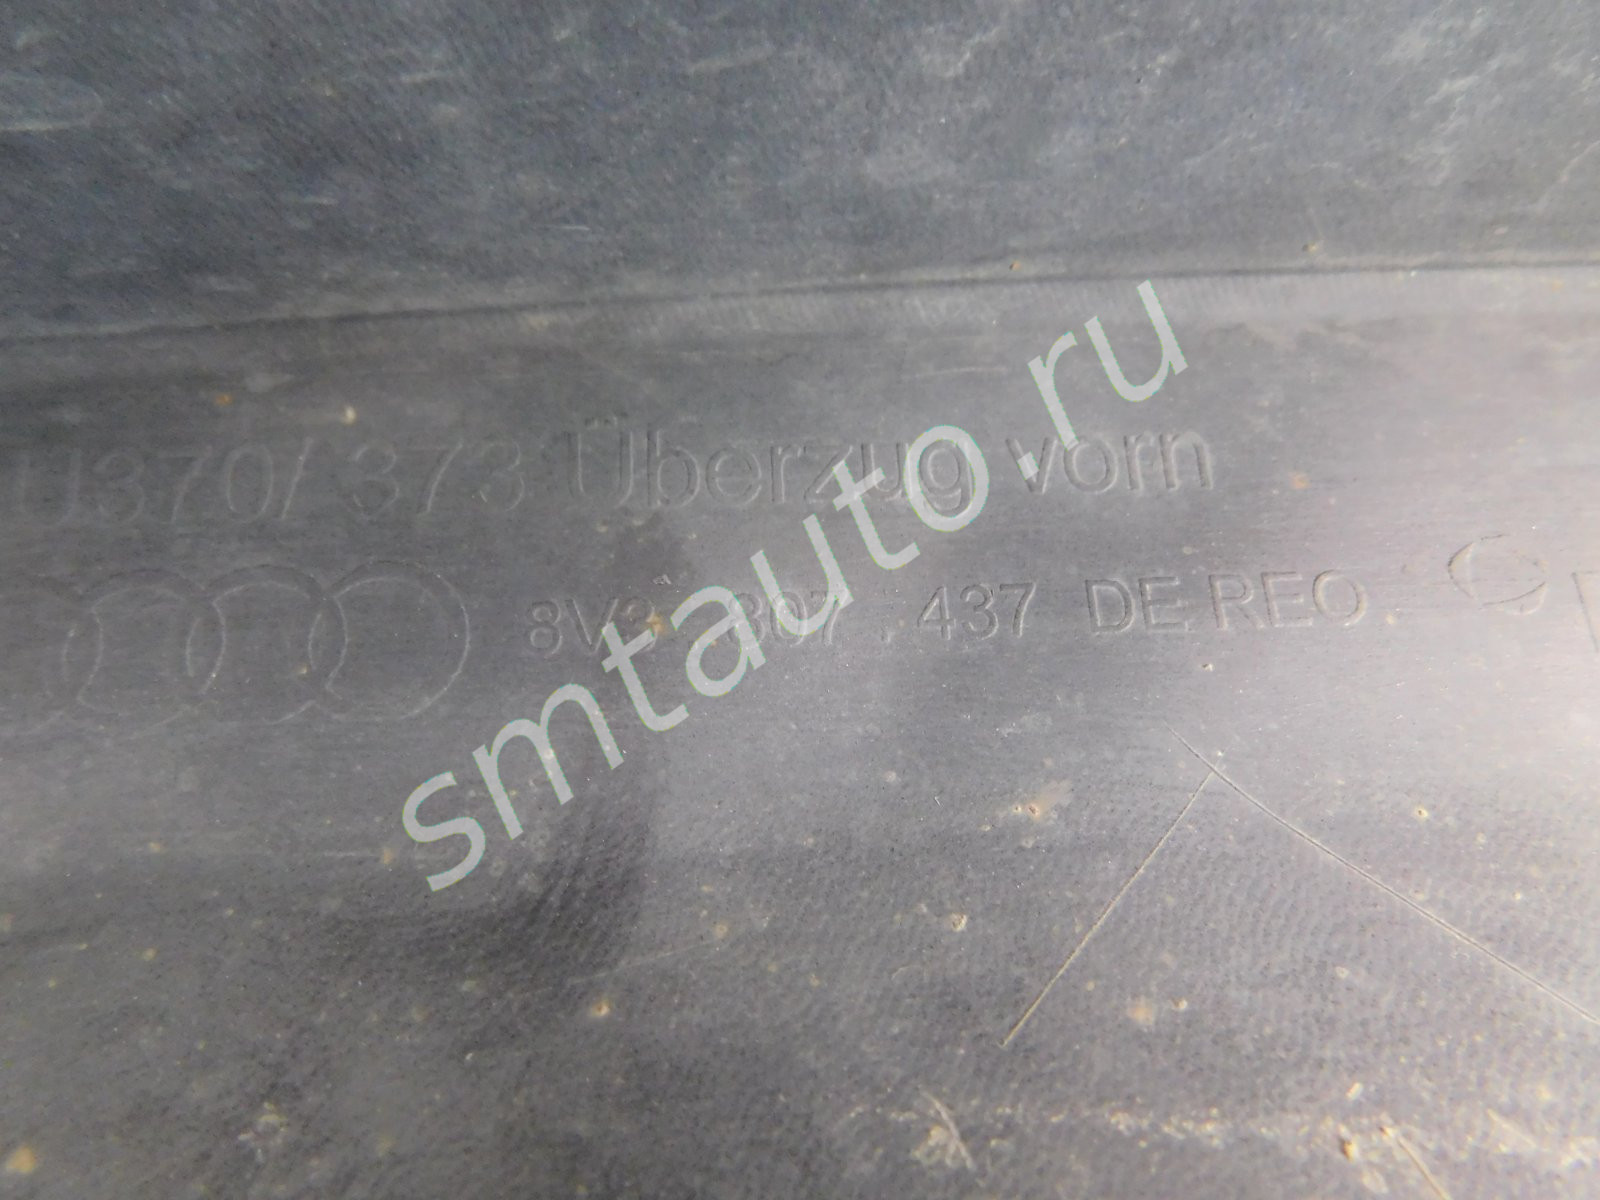 U370/ 373 Überzug vorn
8V3 . 807 . 437 DE REO
smtauto.ru